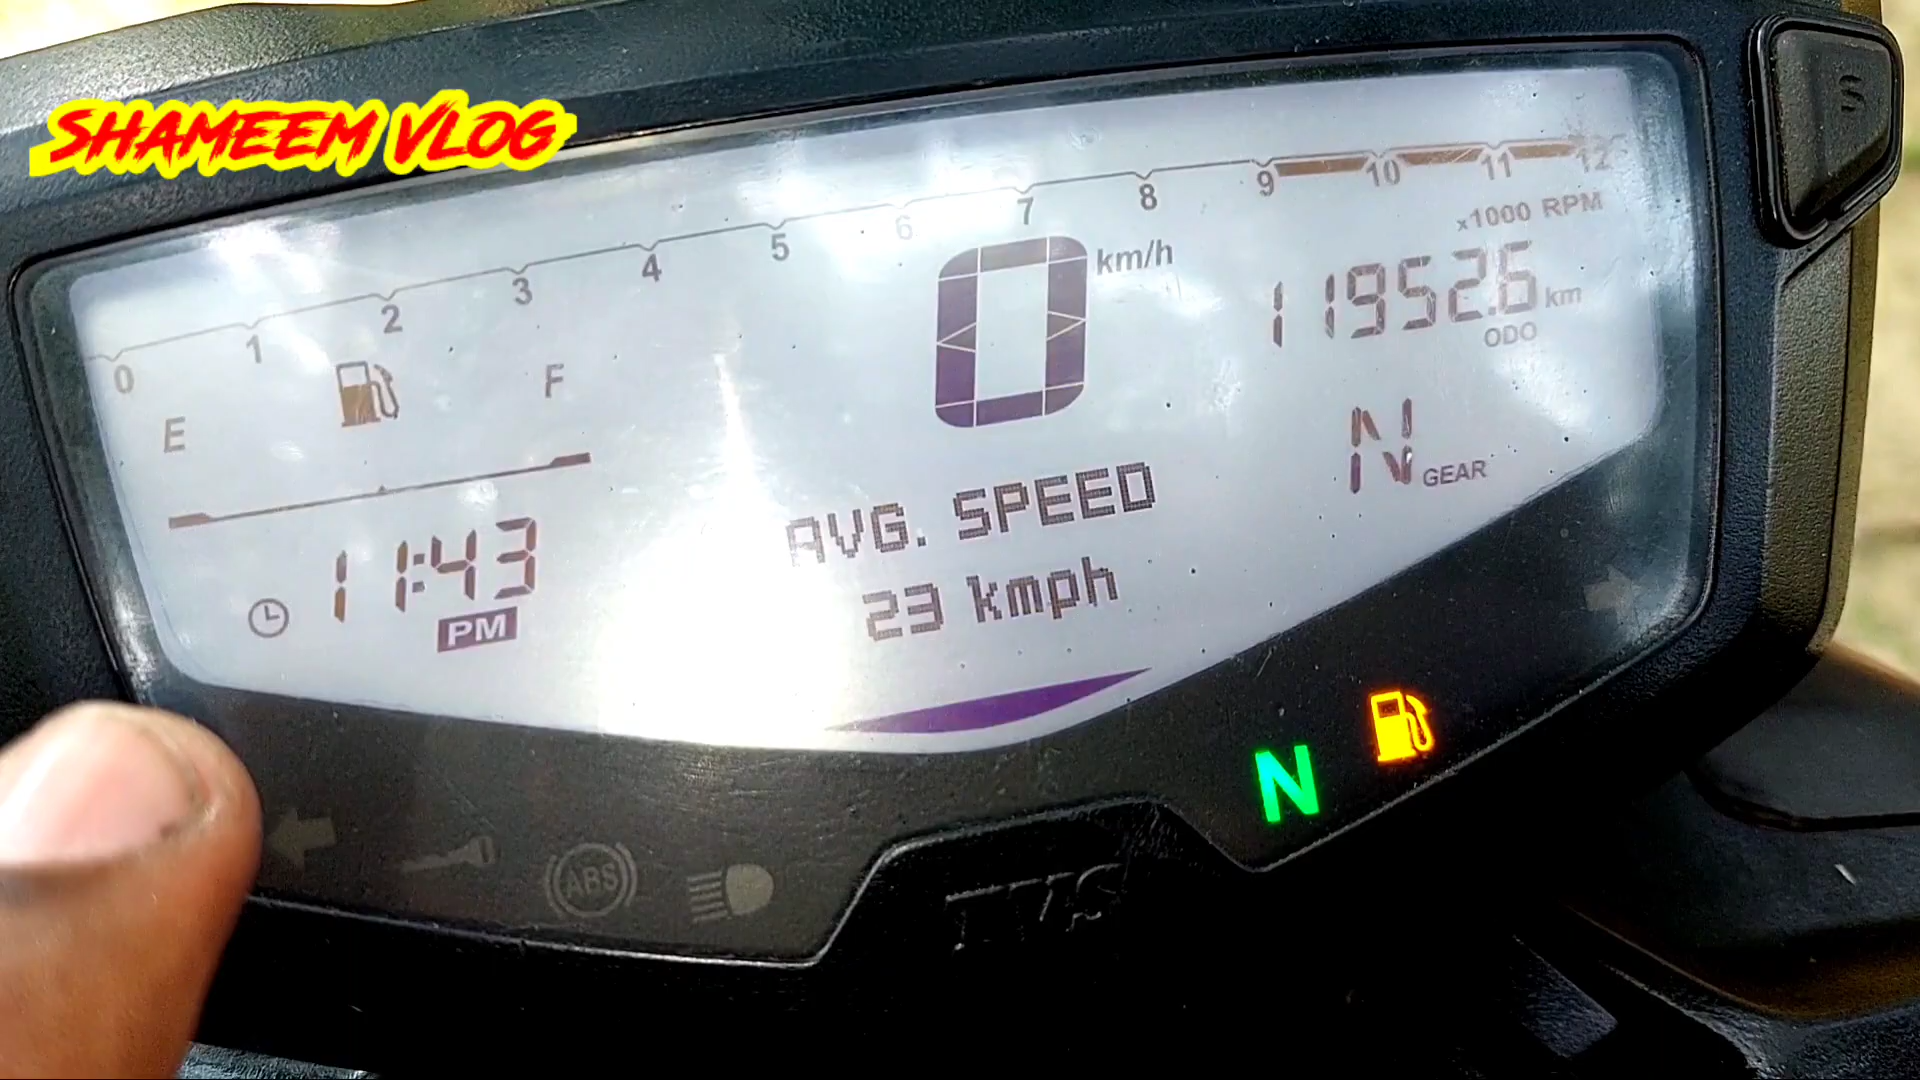 SHAMEEM VLOG
S
0 1 2 3 4 5 6 7 8 9 10 11 12
x1000 RPM
0 km/h
11952.6 km
ODO
E F
N GEAR
11:43
PM
AVG. SPEED
23 kmph
N
ABS
TVS